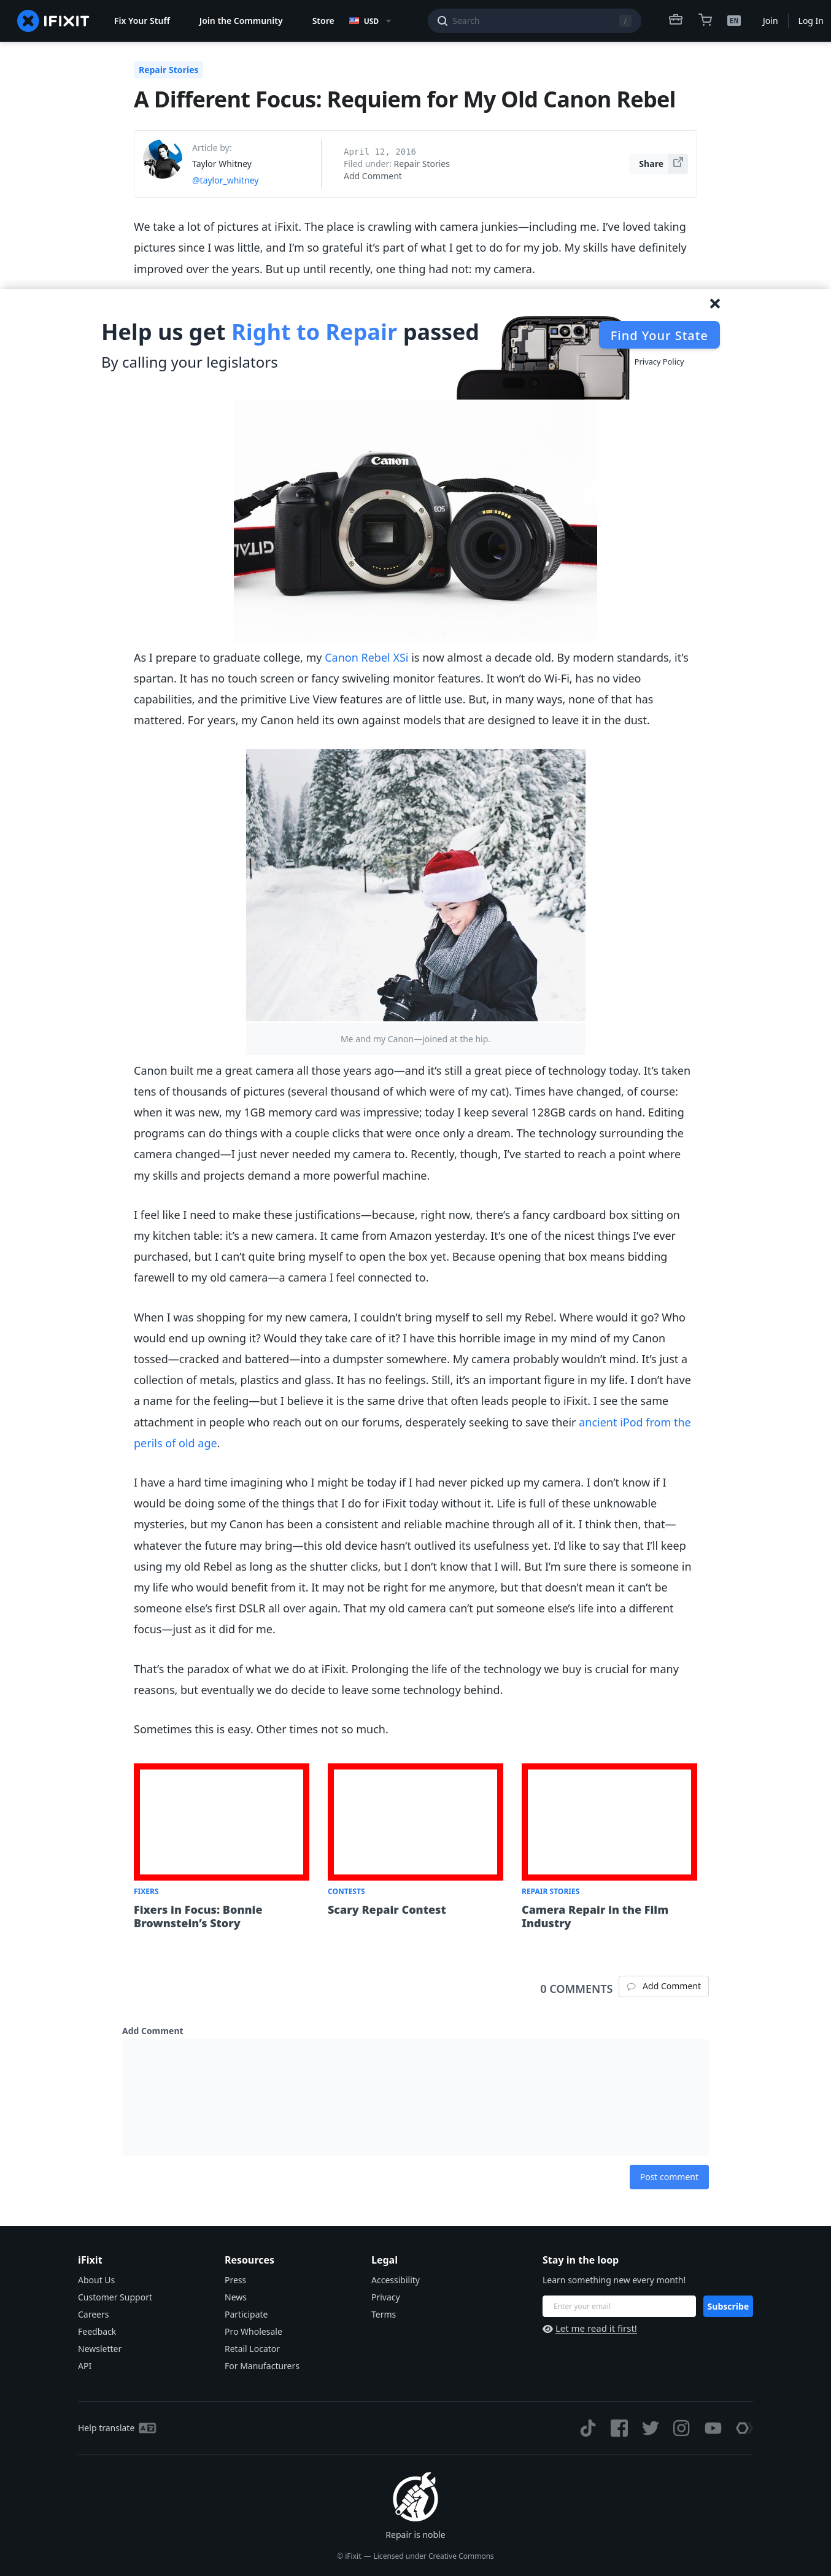 IFIXIT
Fix Your Stuff
Join the Community
Store
USD
Search
/
EN
Join
Log In
Repair Stories
A Different Focus: Requiem for My Old Canon Rebel
Article by:
Taylor Whitney
@taylor_whitney
April 12, 2016
Filed under: Repair Stories
Add Comment
Share
We take a lot of pictures at iFixit. The place is crawling with camera junkies—including me. I’ve loved taking
pictures since I was little, and I’m so grateful it’s part of what I get to do for my job. My skills have definitely
improved over the years. But up until recently, one thing had not: my camera.
Help us get Right to Repair passed
By calling your legislators
Find Your State
Privacy Policy
Canon
EOS
As I prepare to graduate college, my Canon Rebel XSi is now almost a decade old. By modern standards, it’s
spartan. It has no touch screen or fancy swiveling monitor features. It won’t do Wi-Fi, has no video
capabilities, and the primitive Live View features are of little use. But, in many ways, none of that has
mattered. For years, my Canon held its own against models that are designed to leave it in the dust.
Me and my Canon—joined at the hip.
Canon built me a great camera all those years ago—and it’s still a great piece of technology today. It’s taken
tens of thousands of pictures (several thousand of which were of my cat). Times have changed, of course:
when it was new, my 1GB memory card was impressive; today I keep several 128GB cards on hand. Editing
programs can do things with a couple clicks that were once only a dream. The technology surrounding the
camera changed—I just never needed my camera to. Recently, though, I’ve started to reach a point where
my skills and projects demand a more powerful machine.
I feel like I need to make these justifications—because, right now, there’s a fancy cardboard box sitting on
my kitchen table: it’s a new camera. It came from Amazon yesterday. It’s one of the nicest things I’ve ever
purchased, but I can’t quite bring myself to open the box yet. Because opening that box means bidding
farewell to my old camera—a camera I feel connected to.
When I was shopping for my new camera, I couldn’t bring myself to sell my Rebel. Where would it go? Who
would end up owning it? Would they take care of it? I have this horrible image in my mind of my Canon
tossed—cracked and battered—into a dumpster somewhere. My camera probably wouldn’t mind. It’s just a
collection of metals, plastics and glass. It has no feelings. Still, it’s an important figure in my life. I don’t have
a name for the feeling—but I believe it is the same drive that often leads people to iFixit. I see the same
attachment in people who reach out on our forums, desperately seeking to save their ancient iPod from the
perils of old age.
I have a hard time imagining who I might be today if I had never picked up my camera. I don’t know if I
would be doing some of the things that I do for iFixit today without it. Life is full of these unknowable
mysteries, but my Canon has been a consistent and reliable machine through all of it. I think then, that—
whatever the future may bring—this old device hasn’t outlived its usefulness yet. I’d like to say that I’ll keep
using my old Rebel as long as the shutter clicks, but I don’t know that I will. But I’m sure there is someone in
my life who would benefit from it. It may not be right for me anymore, but that doesn’t mean it can’t be
someone else’s first DSLR all over again. That my old camera can’t put someone else’s life into a different
focus—just as it did for me.
That’s the paradox of what we do at iFixit. Prolonging the life of the technology we buy is crucial for many
reasons, but eventually we do decide to leave some technology behind.
Sometimes this is easy. Other times not so much.
FIXERS
Fixers in Focus: Bonnie
Brownstein’s Story
CONTESTS
Scary Repair Contest
REPAIR STORIES
Camera Repair in the Film
Industry
0 COMMENTS
Add Comment
Add Comment
Post comment
iFixit
About Us
Customer Support
Careers
Feedback
Newsletter
API
Resources
Press
News
Participate
Pro Wholesale
Retail Locator
For Manufacturers
Legal
Accessibility
Privacy
Terms
Stay in the loop
Learn something new every month!
Enter your email
Subscribe
Let me read it first!
Help translate
Repair is noble
© iFixit — Licensed under Creative Commons